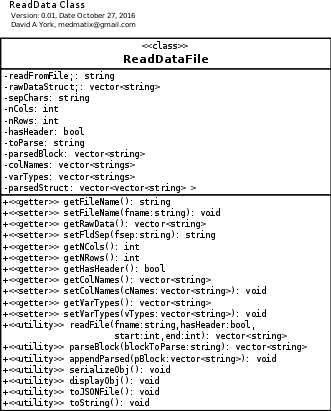 ReadData Class
Version: 0.01, Date October 27, 2016
David A York, medmatix@gmail.com
<<class>>
ReadDataFile
-readFromFile;: string
-rawDataStruct;: vector<string>
-sepChars: string
-nCols: int
-nRows: int
-hasHeader: bool
-toParse: string
-parsedBlock: vector<string>
-colNames: vector<strings>
-varTypes: vector<strings>
-parsedStruct: vector<vector<string> >
+<<getter>> getFileName(): string
+<<setter>> setFileName(fname:string): void
+<<getter>> getRawData(): vector<string>
+<<setter>> setFldSep(fsep:string): string
+<<getter>> getNCols(): int
+<<getter>> getNRows(): int
+<<getter>> getHasHeader(): bool
+<<getter>> getColNames(): vector<string>
+<<setter>> setColNames(cNames:vector<string>): void
+<<getter>> getVarTypes(): vector<string>
+<<setter>> setVarTypes(vTypes:vector<string>): void
+<<utility>> readFile(fname:string,hasHeader:bool,
start:int,end:int): vector<string>
+<<utility>> parseBlock(blockToParse:string): vector<string>
+<<utility>> appendParsed(pBlock:vector<string>): void
+<<utility>> serializeObj(): void
+<<utility>> displayObj(): void
+<<utility>> toJSONFile(): void
+<<utility>> toString(): void